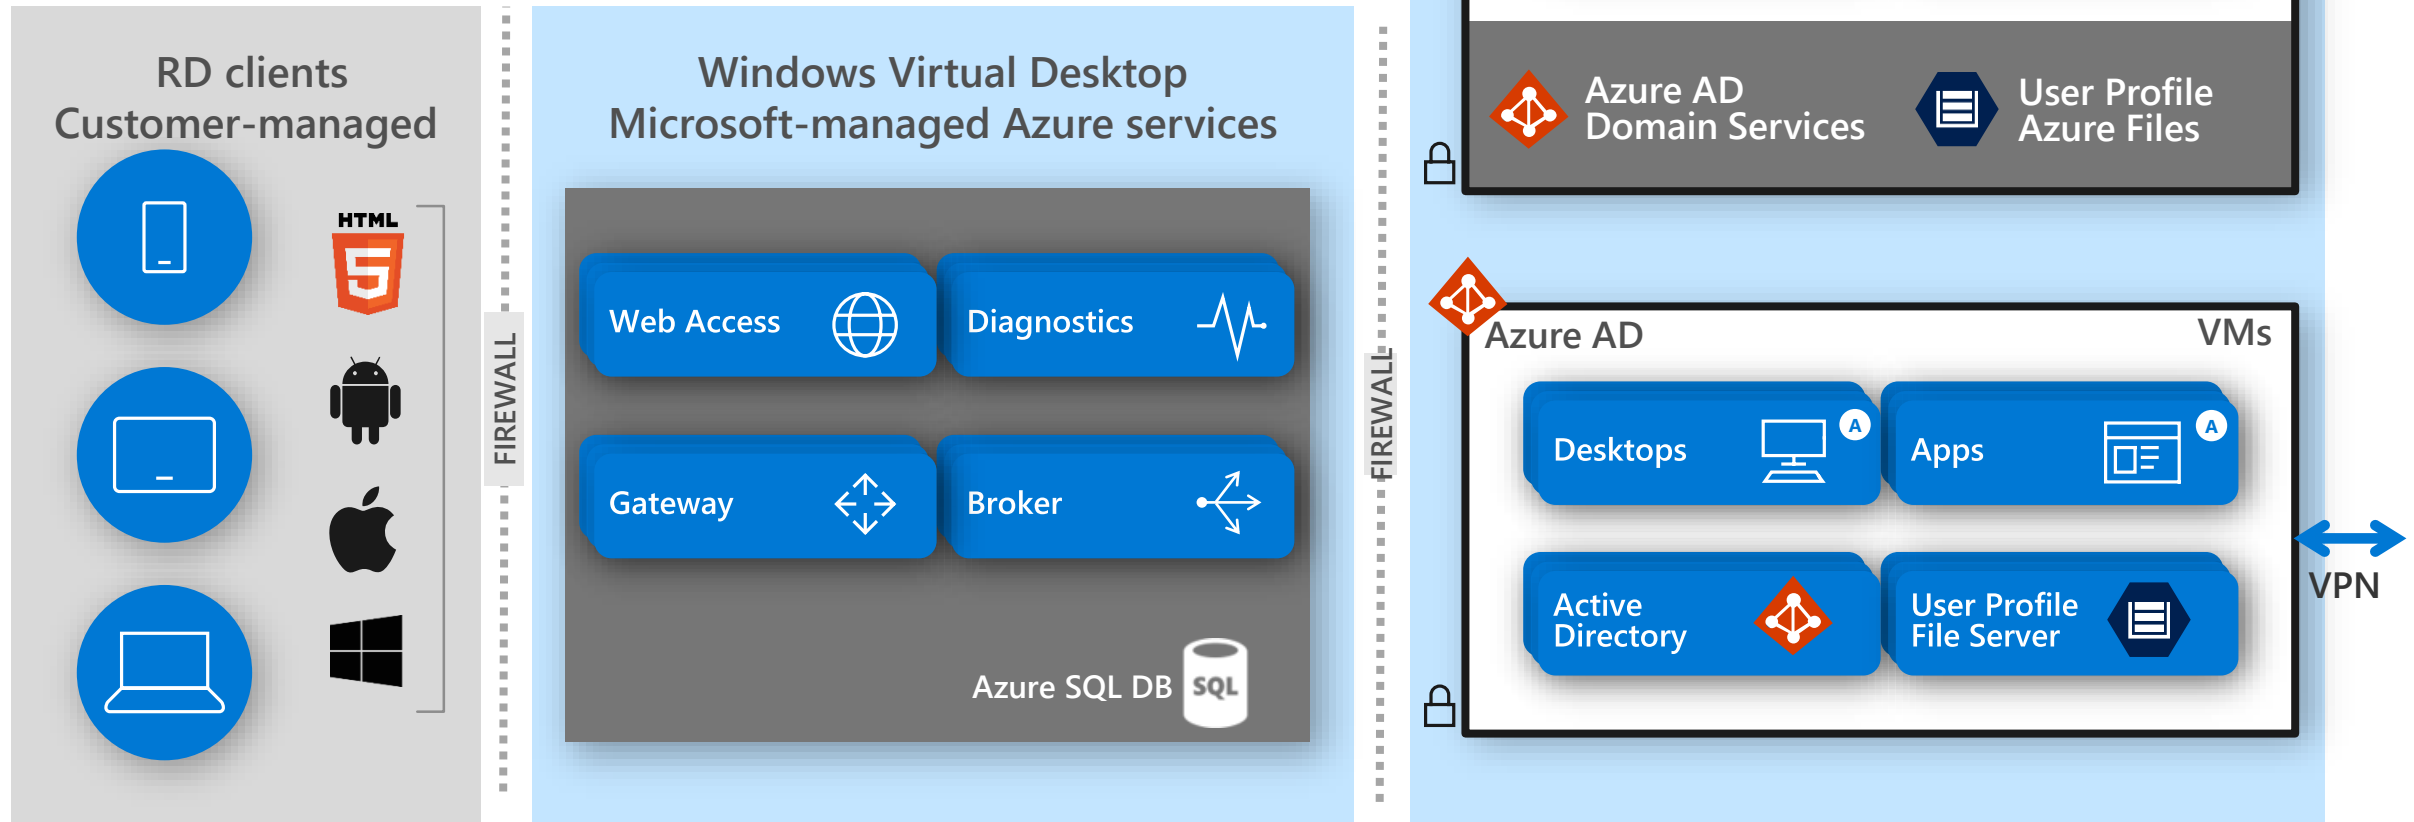 RD clients
Customer-managed
HTML
5
FIREWALL
Windows Virtual Desktop
Microsoft-managed Azure services
Web Access
Diagnostics
Gateway
Broker
Azure SQL DB
SQL
FIREWALL
Azure AD
Domain Services
User Profile
Azure Files
Azure AD
VMs
Desktops
A
Apps
A
Active
Directory
User Profile
File Server
VPN